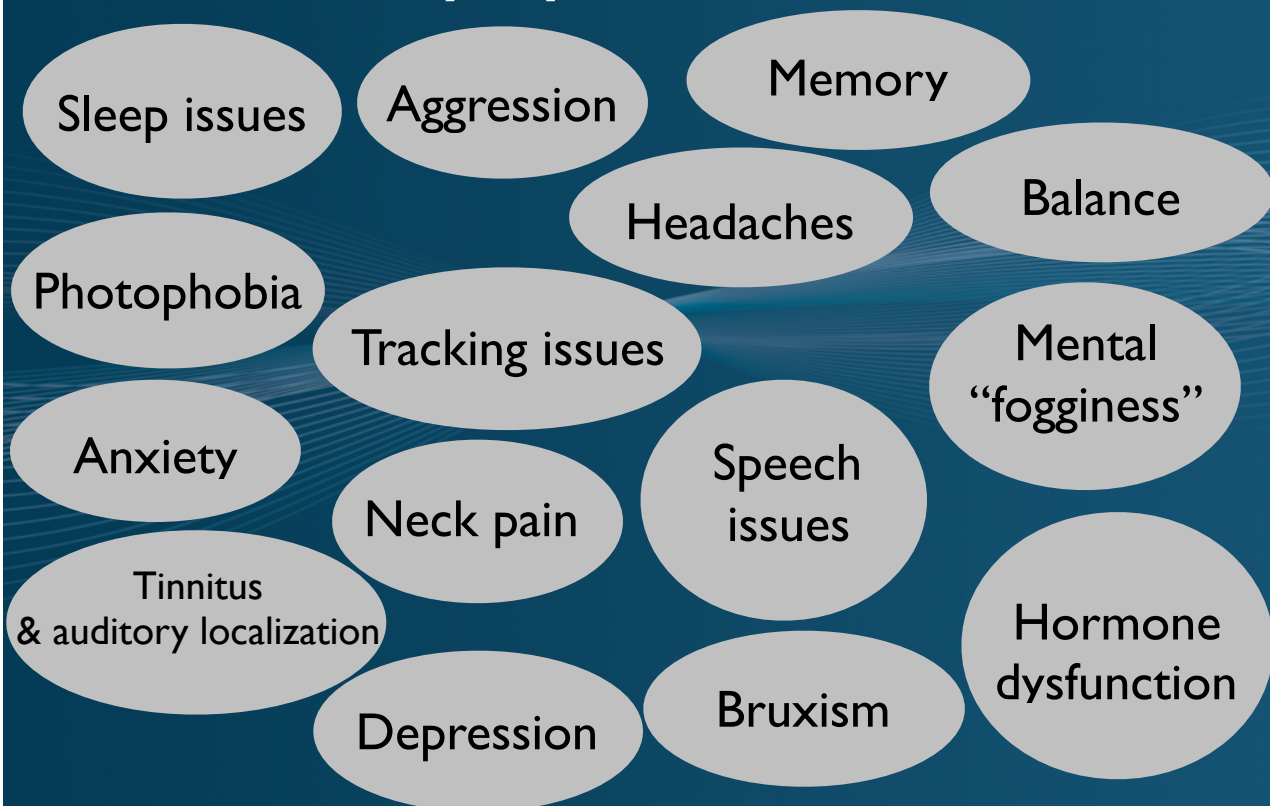 Sleep issues
Aggression
Memory
Headaches
Balance
Photophobia
Tracking issues
Mental
“fogginess”
Anxiety
Neck pain
Speech
issues
Tinnitus
& auditory localization
Hormone
dysfunction
Depression
Bruxism